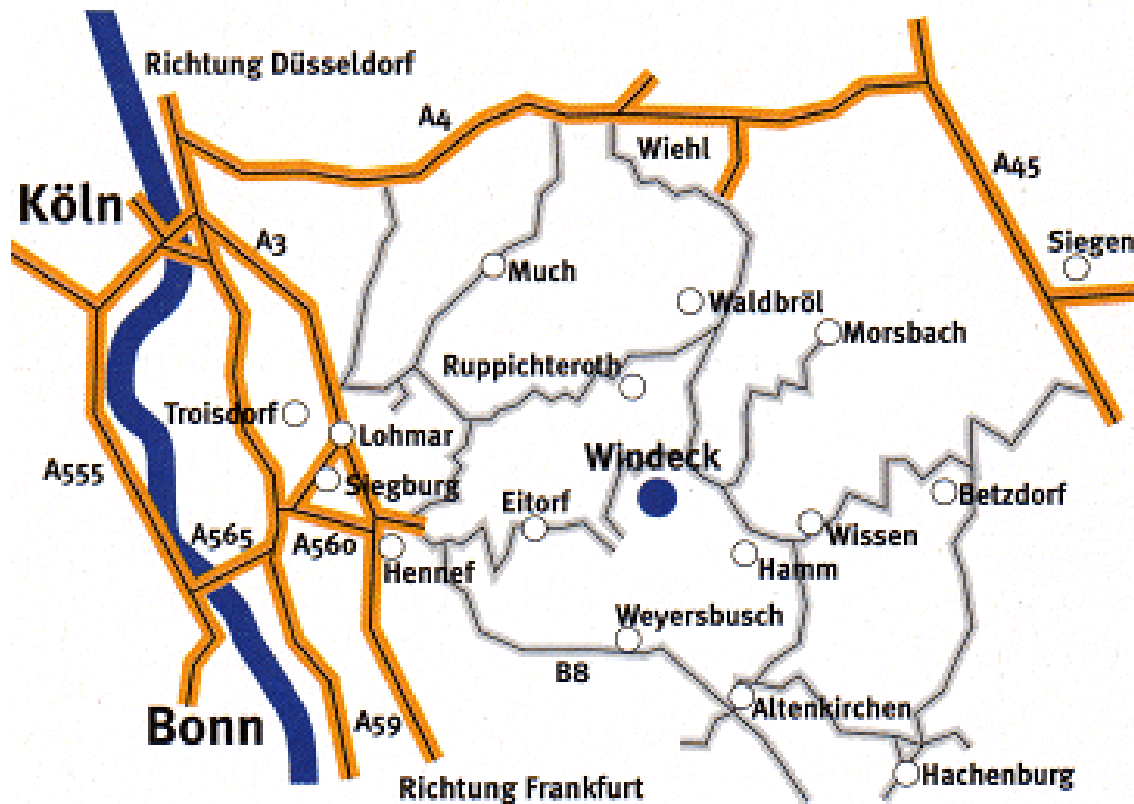 Richtung Düsseldorf
A4
Wiehl
A45
Köln
A3
Siegen
Much
Waldbröl
Morsbach
Ruppichteroth
Troisdorf
Lohmar
Windeck
A555
Siegburg
Eitorf
Betzdorf
A565
A560
Wissen
Hennef
Hamm
Weyersbusch
B8
Bonn
A59
Altenkirchen
Richtung Frankfurt
Hachenburg